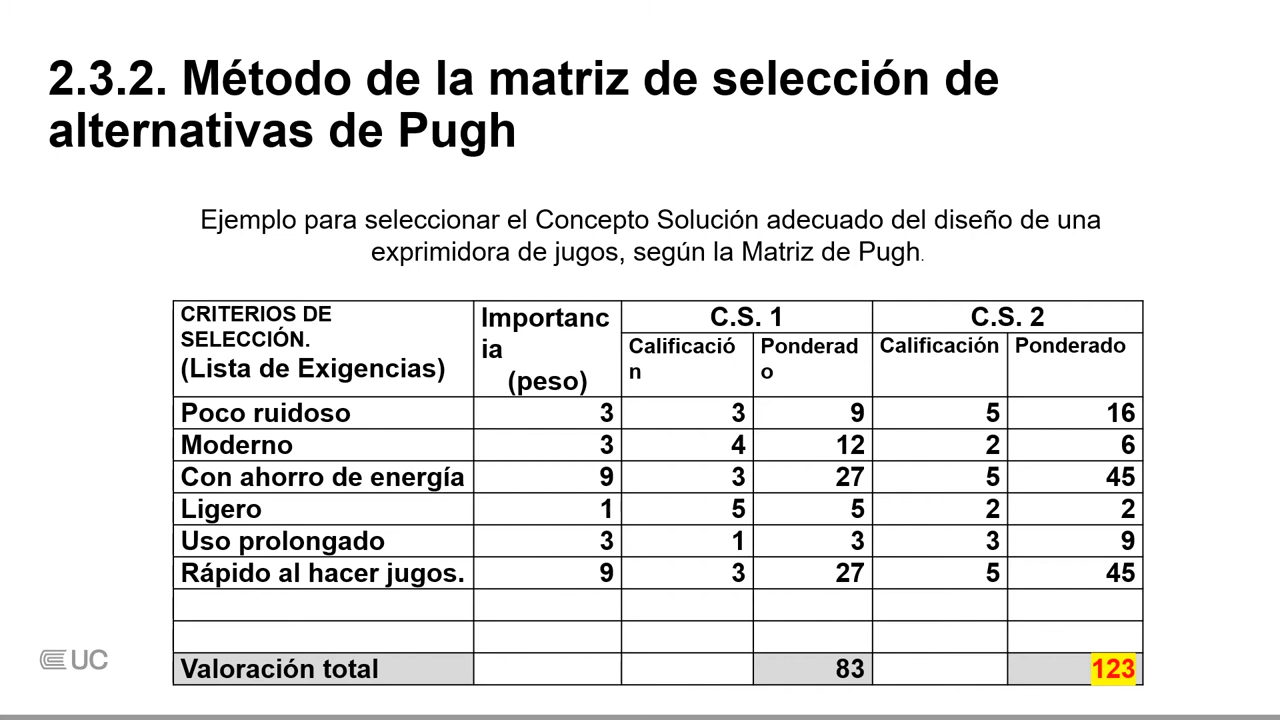 2.3.2. Método de la matriz de selección de
alternativas de Pugh
Ejemplo para seleccionar el Concepto Solución adecuado del diseño de una
exprimidora de jugos, según la Matriz de Pugh.
CRITERIOS DE
SELECCIÓN.
(Lista de Exigencias)
Importanc
ia
(peso)
C.S. 1
C.S. 2
Calificació
n
Ponderad
o
Calificación
Ponderado
Poco ruidoso 3 3 9 5 16
Moderno 3 4 12 2 6
Con ahorro de energía 9 3 27 5 45
Ligero 1 5 5 2 2
Uso prolongado 3 1 3 3 9
Rápido al hacer jugos. 9 3 27 5 45
Valoración total 83 123
UC